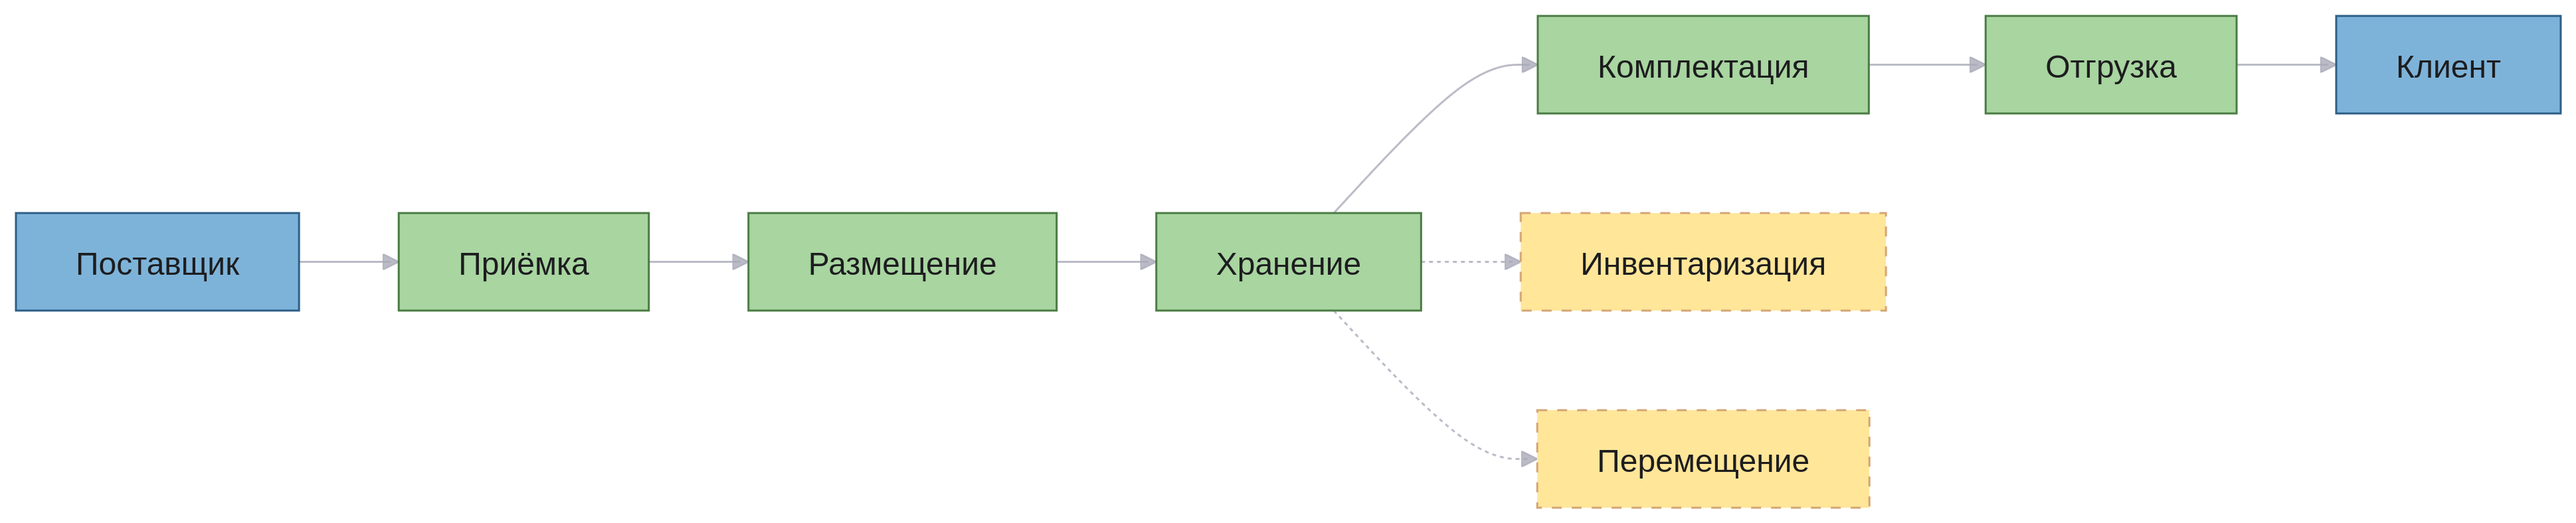 Комплектация
Отгрузка
Клиент
Поставщик
Приёмка
Размещение
Хранение
Инвентаризация
Перемещение